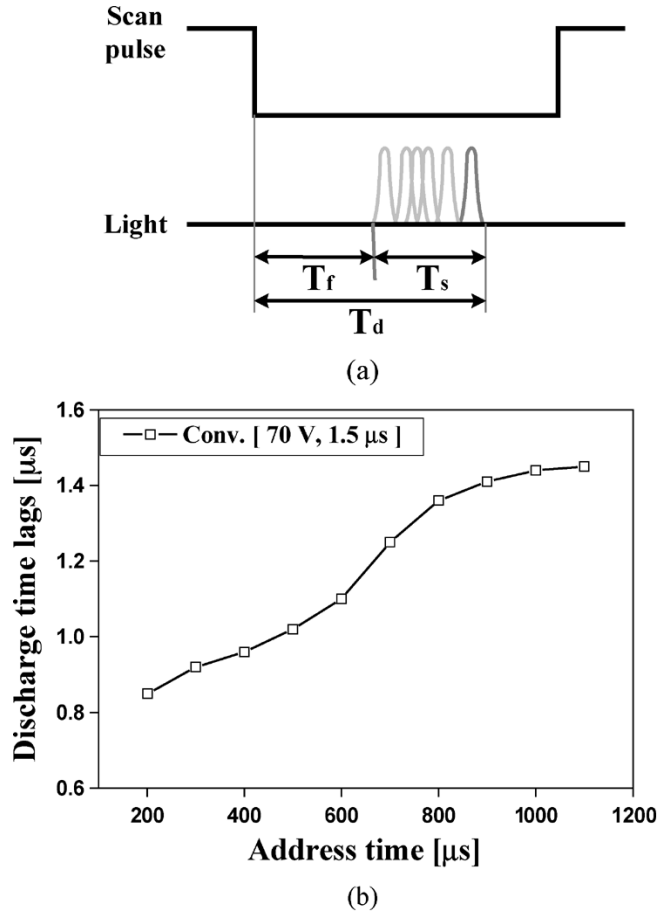 Scan
pulse
Light
Tf
Ts
Td
(a)
1.6
Conv. [ 70 V, 1.5 μs ]
1.4
1.2
1.0
0.8
0.6
Discharge time lags [μs]
200 400 600 800 1000 1200
Address time [μs]
(b)